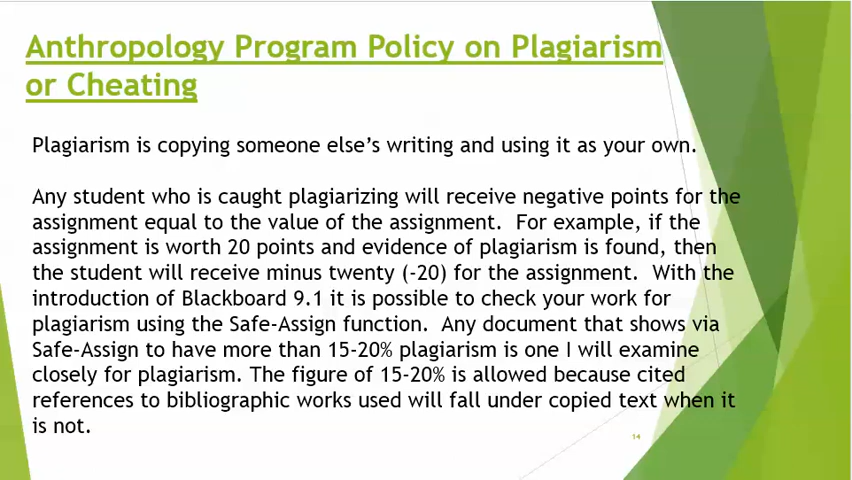 Anthropology Program Policy on Plagiarism
or Cheating
Plagiarism is copying someone else’s writing and using it as your own.
Any student who is caught plagiarizing will receive negative points for the
assignment equal to the value of the assignment.  For example, if the
assignment is worth 20 points and evidence of plagiarism is found, then
the student will receive minus twenty (-20) for the assignment.  With the
introduction of Blackboard 9.1 it is possible to check your work for
plagiarism using the Safe-Assign function.  Any document that shows via
Safe-Assign to have more than 15-20% plagiarism is one I will examine
closely for plagiarism. The figure of 15-20% is allowed because cited
references to bibliographic works used will fall under copied text when it
is not.
14